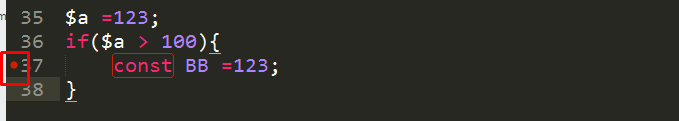 35 $a =123;
36 if($a > 100){
37 const BB =123;
38 }